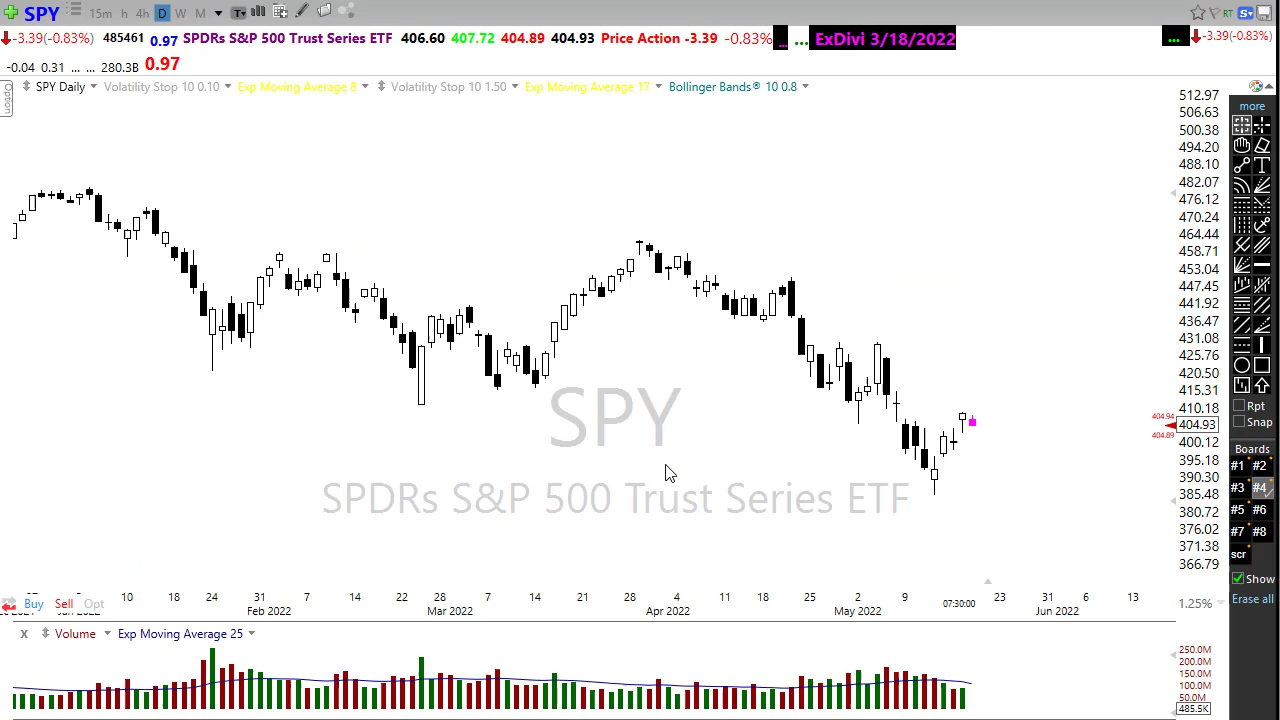 SPY 15m h 4h D W M T RT S
-3.39(-0.83%) 485461 0.97 SPDRs S&P 500 Trust Series ETF 406.60 407.72 404.89 404.93 Price Action -3.39 -0.83% ... ... ExDivi 3/18/2022 ... -3.39(-0.83%)
-0.04 0.31 ... ... 280.3B 0.97
Option
SPY Daily Volatility Stop 10 0.10 Exp Moving Average 8 Volatility Stop 10 1.50 Exp Moving Average 17 Bollinger Bands® 10 0.8
512.97
506.63
500.38
494.20
488.10
482.07
476.12
470.24
464.44
458.71
453.04
447.45
441.92
436.47
431.08
425.76
420.50
415.31
410.18
404.94
404.93
404.89
400.12
395.18
390.30
385.48
380.72
376.02
371.38
366.79
SPY
SPDRs S&P 500 Trust Series ETF
more
T
Rpt
Snap
Boards
#1 #2
#3 #4
#5 #6
#7 #8
scr
Show
Erase all
10 18 24 31 7 14 22 28 7 14 21 28 4 11 18 25 2 9 07:30:00 23 31 6 13
Feb 2022 Mar 2022 Apr 2022 May 2022 Jun 2022
Buy Sell Opt
1.25%
x Volume Exp Moving Average 25
250.0M
200.0M
150.0M
100.0M
50.0M
485.5K